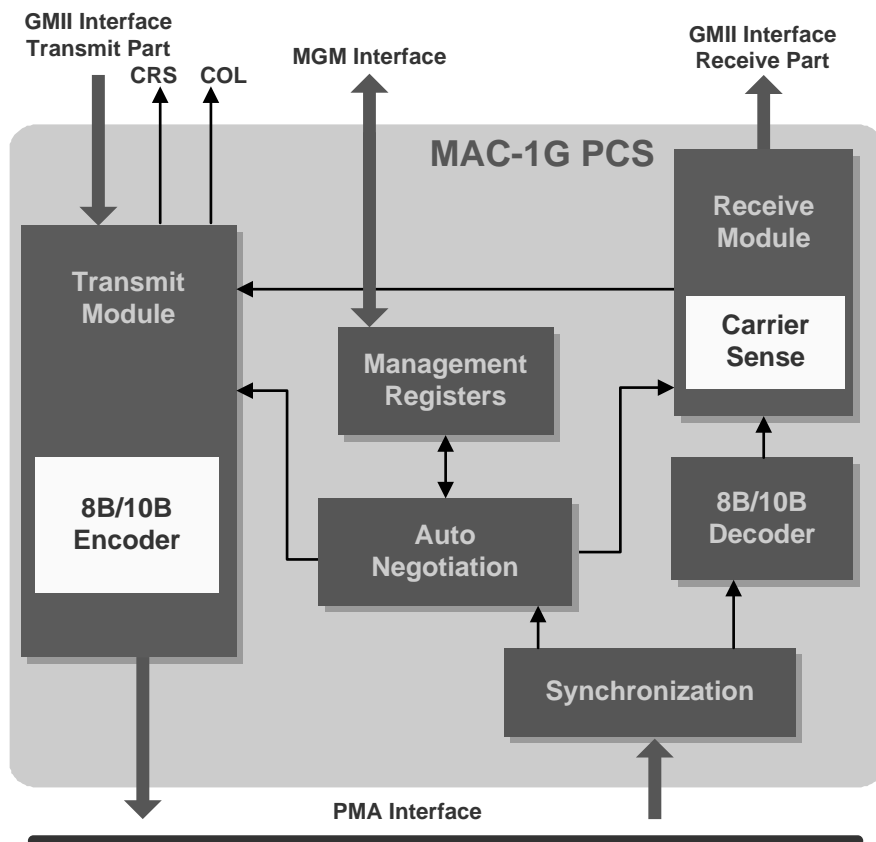 GMII Interface
Transmit Part
CRS COL
MGM Interface
GMII Interface
Receive Part
MAC-1G PCS
Transmit
Module
Receive
Module
Carrier
Sense
Management
Registers
8B/10B
Encoder
Auto
Negotiation
8B/10B
Decoder
Synchronization
PMA Interface